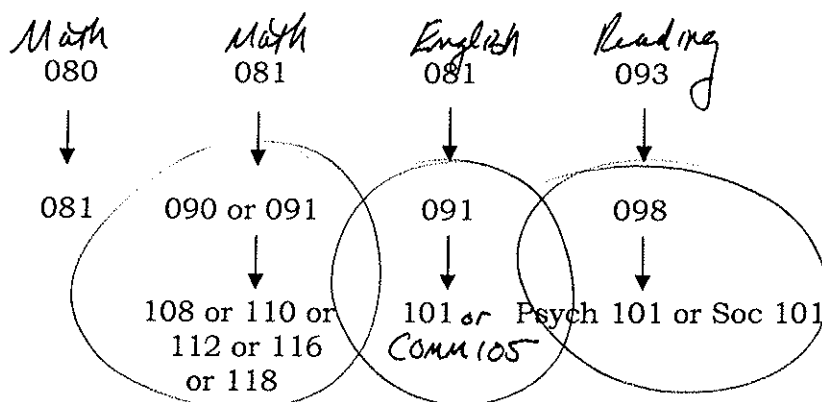 Math Math English Reading
080 081 081 093
081 090 or 091 091 098
108 or 110 or 101 or Psych 101 or Soc 101
112 or 116 Comm 105
or 118